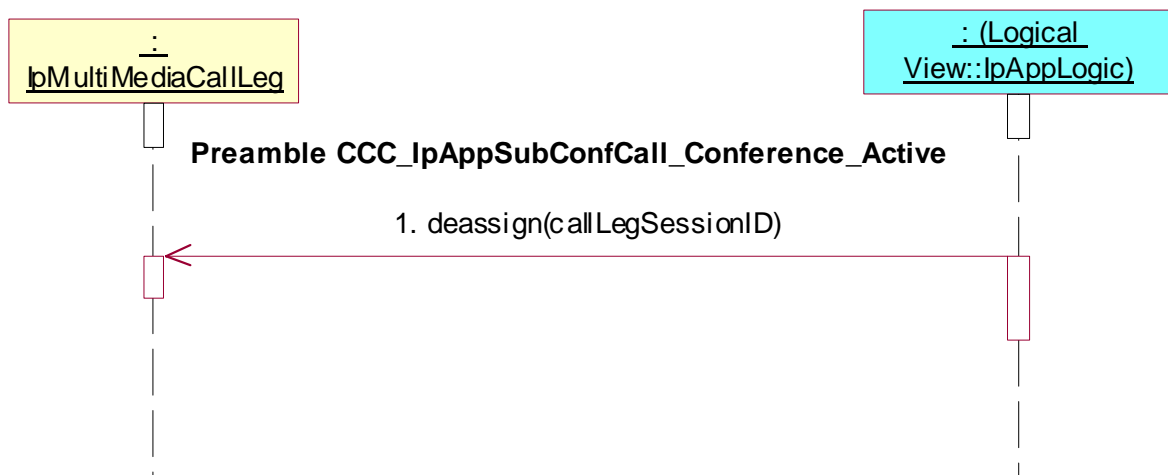 :
IpMultiMediaCallLeg
: (Logical
View::IpAppLogic)
Preamble CCC_IpAppSubConfCall_Conference_Active
1. deassign(callLegSessionID)